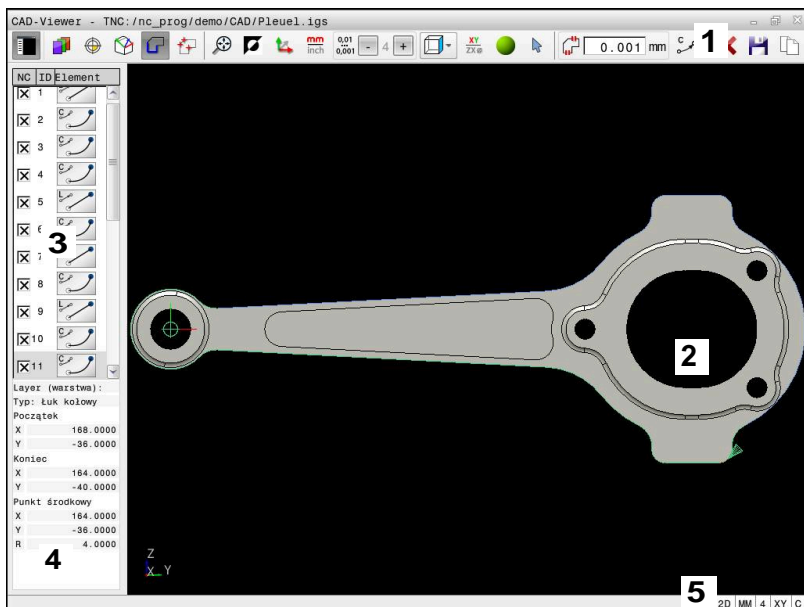 CAD-Viewer - TNC:/nc_prog/demo/CAD/Pleuel.igs
mm
inch
0,01
0,001
- 4 +
XY
ZX
0.001 mm
C
1
NC ID Element
1
2 C
3 C
4 C
5 L
6 C
7
8 C
9 L
10 C
11 C
3
2
Layer (warstwa):
Typ: Łuk kołowy
Początek
X 168.0000
Y -36.0000
Koniec
X 164.0000
Y -40.0000
Punkt środkowy
X 164.0000
Y -36.0000
R 4.0000
4
Z
X Y
5
2D MM 4 XY C